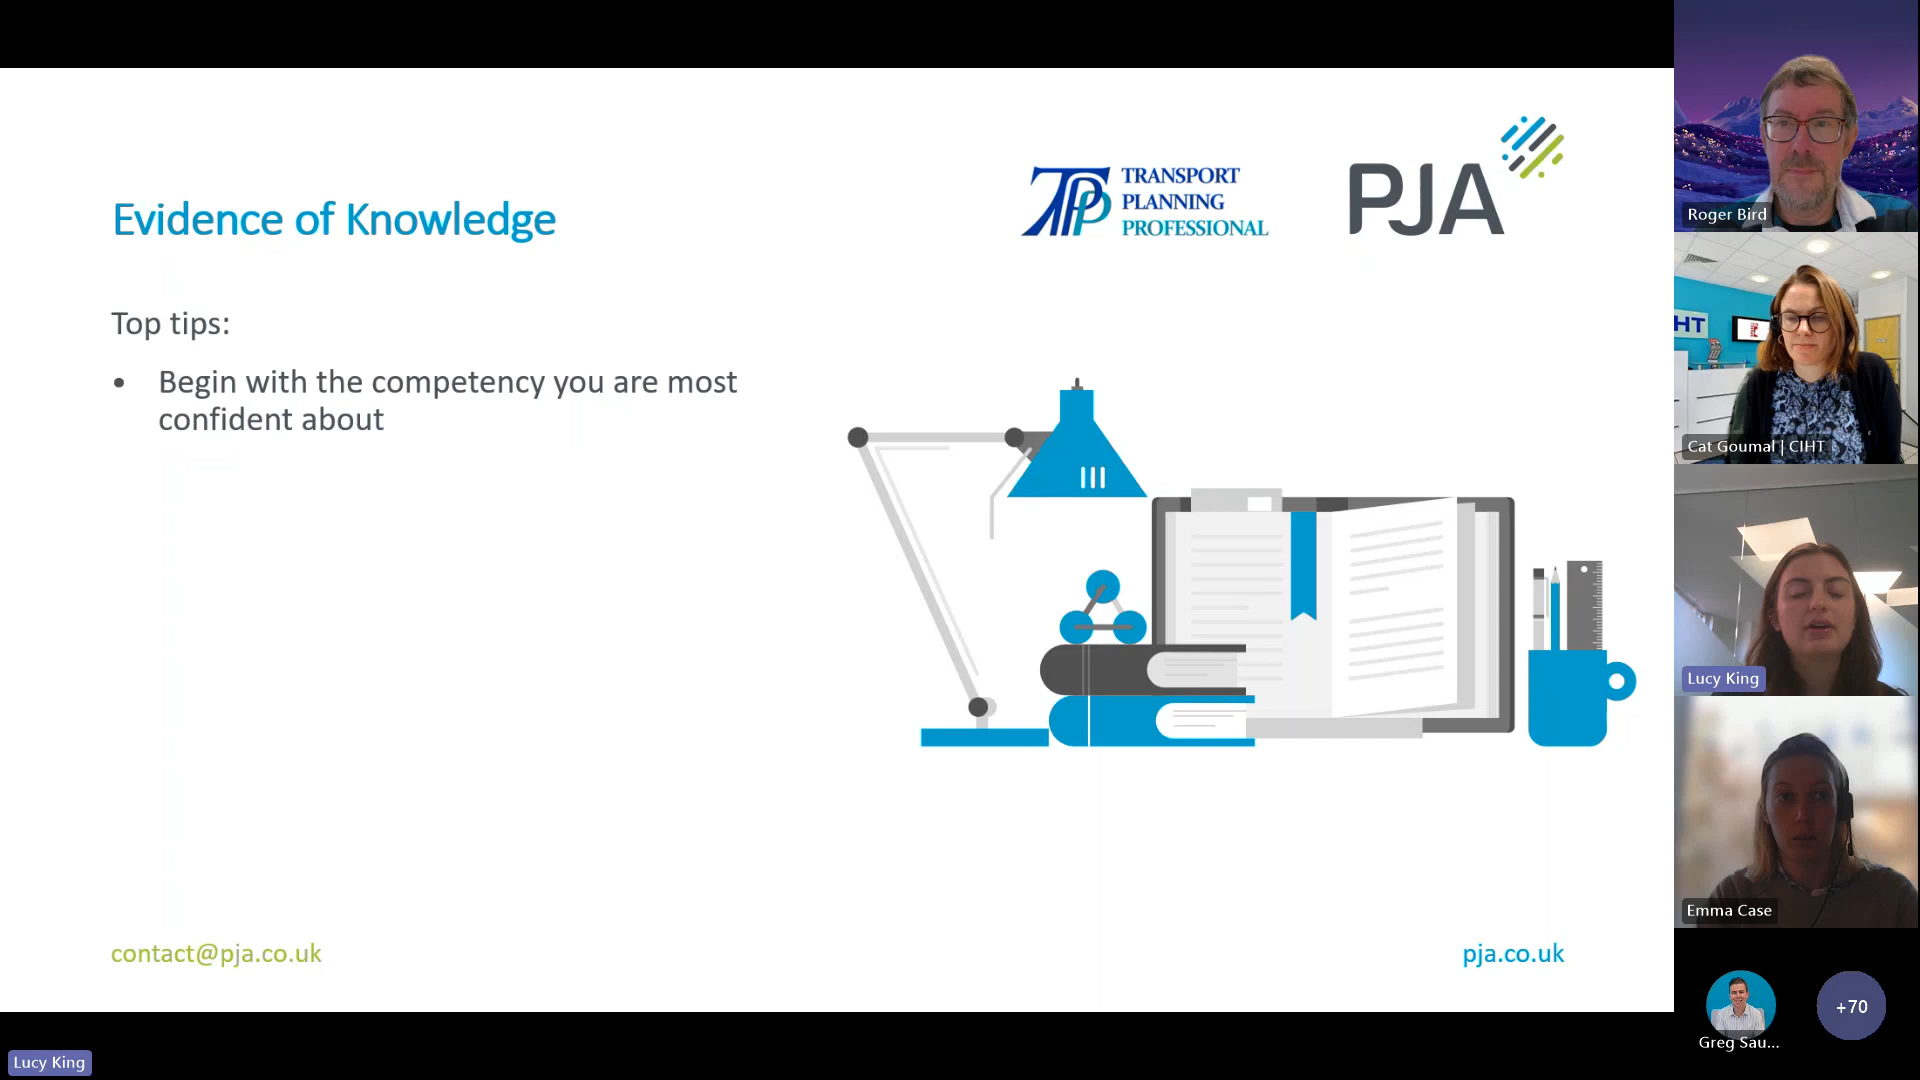 Evidence of Knowledge
TPP
TRANSPORT
PLANNING
PROFESSIONAL
PJA
Top tips:
• Begin with the competency you are most
confident about
contact@pja.co.uk
pja.co.uk
Roger Bird
HT
Cat Goumal | CIHT
Lucy King
Emma Case
Greg Sau...
+70
Lucy King